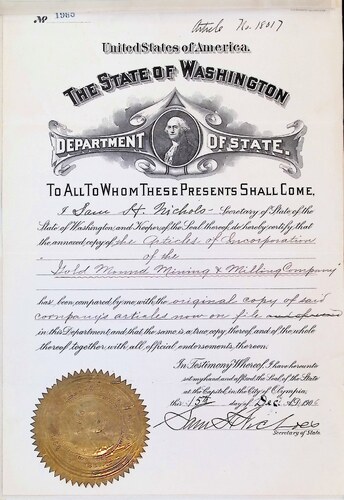 Article No. 18017
No 1985
United States of America.
THE STATE OF WASHINGTON
DEPARTMENT OF STATE.
TO ALL TO WHOM THESE PRESENTS SHALL COME,
I Sam H. Nichols Secretary of State of the
State of Washington, and Keeper of the Seal thereof, do hereby certify that
the annexed copy of the Articles of Incorporation
of the
"Gold Mound Mining & Milling Company"
has been compared by me with the original copy of said
company's articles now on file and of record
in this Department and that the same is a true copy thereof, and of the whole
thereof, together with all official endorsements thereon.
In Testimony Whereof, I have hereunto
set my hand and affixed the Seal of the State
at the Capitol, in the City of Olympia,
this 15th day of Dec. A.D. 190
Sam H Nichols
Secretary of State